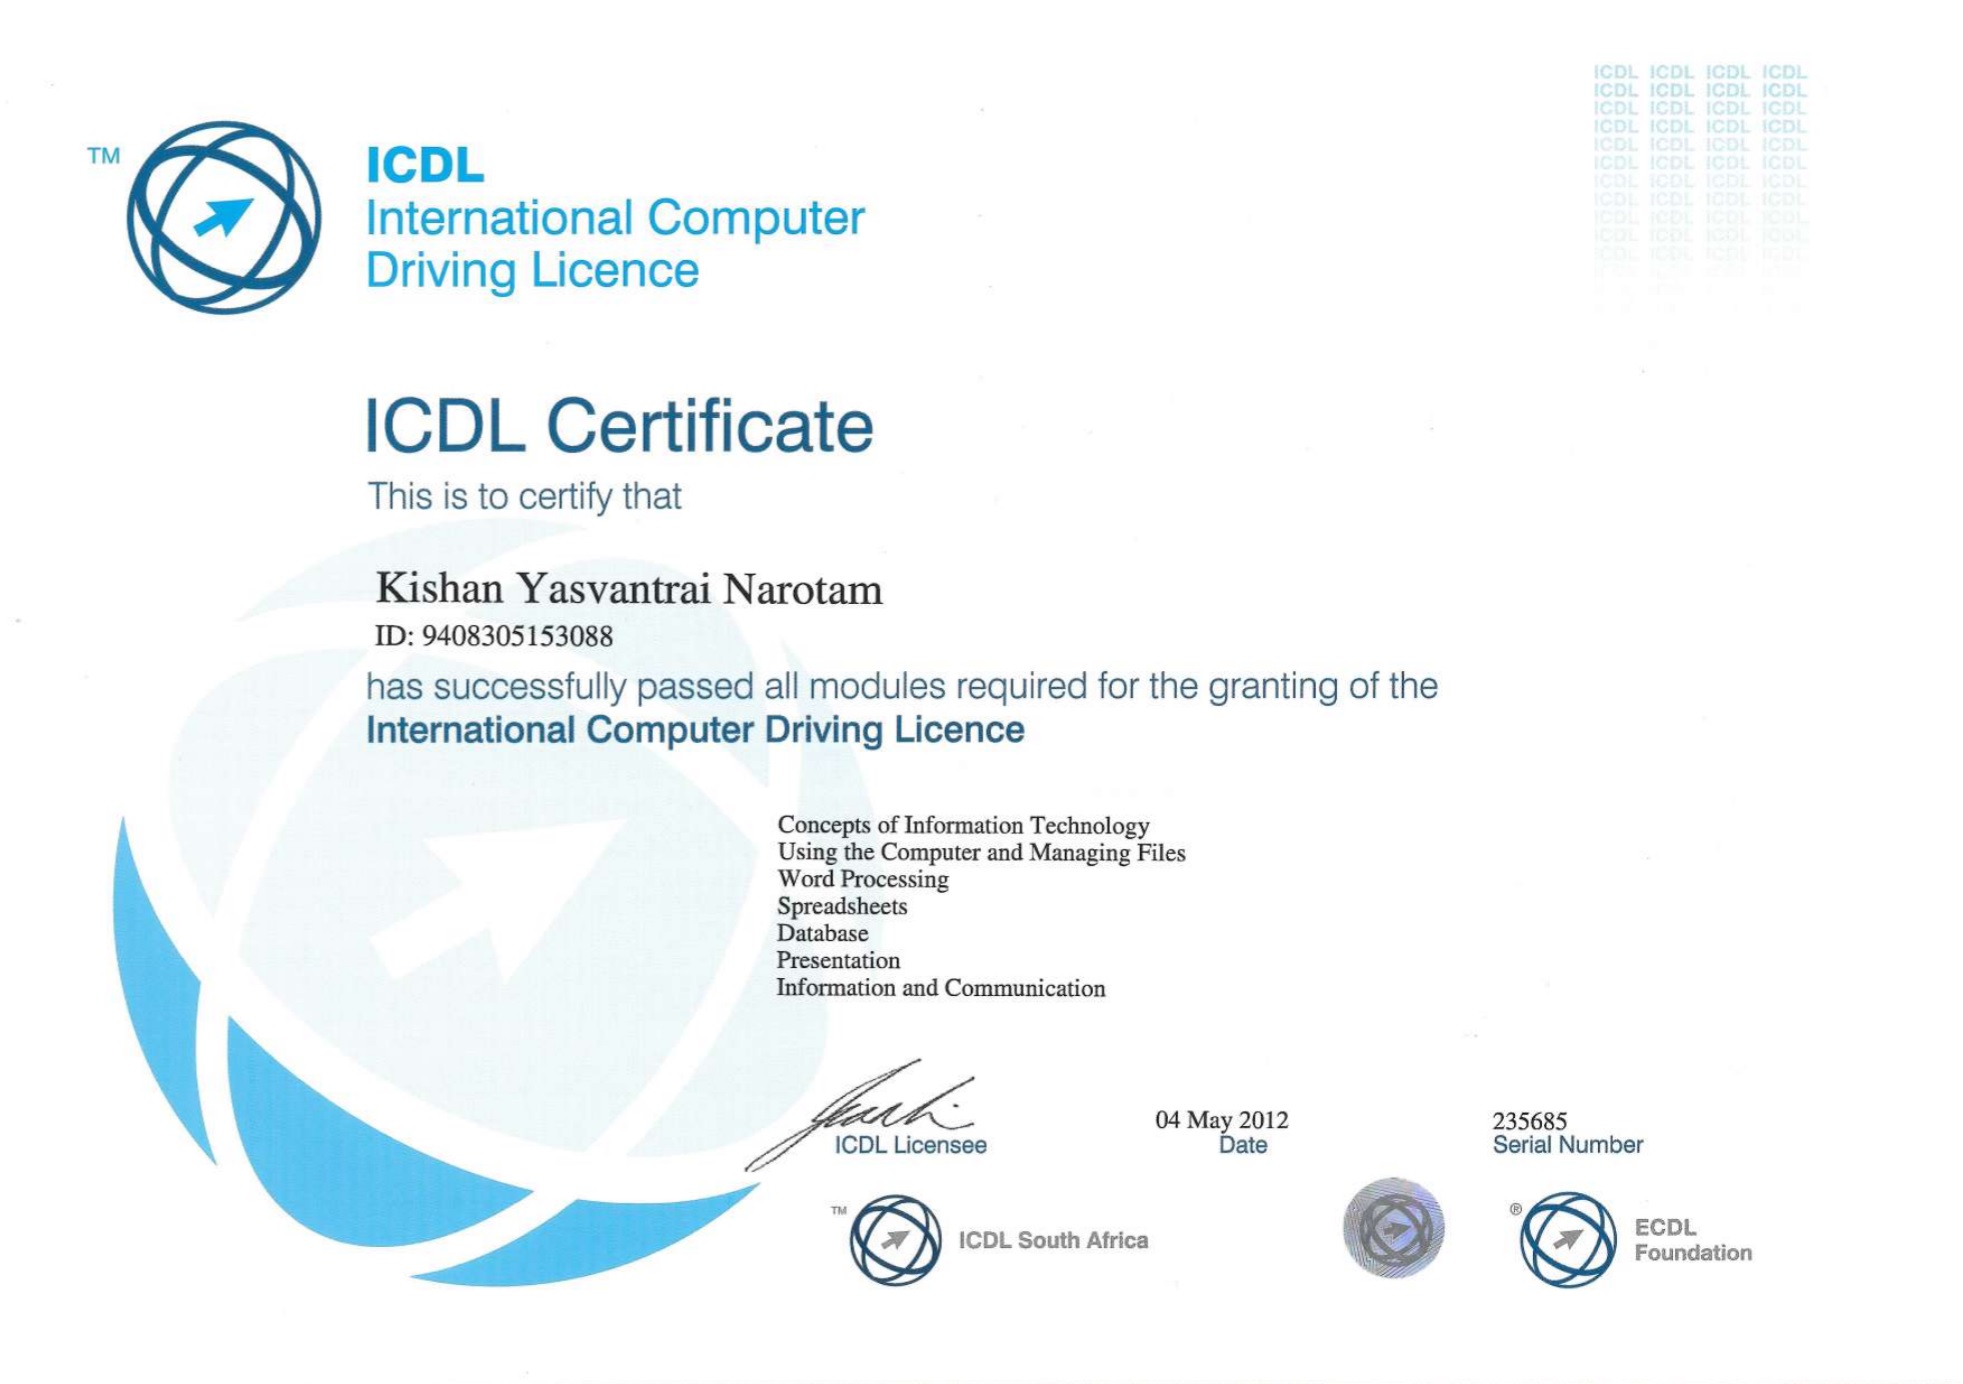 TM
ICDL
International Computer
Driving Licence
ICDL ICDL ICDL ICDL
ICDL ICDL ICDL ICDL
ICDL ICDL ICDL ICDL
ICDL ICDL ICDL ICDL
ICDL ICDL ICDL ICDL
ICDL ICDL ICDL ICDL
ICDL ICDL ICDL ICDL
ICDL ICDL ICDL ICDL
ICDL ICDL ICDL ICDL
ICDL ICDL ICDL ICDL
ICDL ICDL ICDL ICDL
ICDL Certificate
This is to certify that
Kishan Yasvantrai Narotam
ID: 9408305153088
has successfully passed all modules required for the granting of the
International Computer Driving Licence
Concepts of Information Technology
Using the Computer and Managing Files
Word Processing
Spreadsheets
Database
Presentation
Information and Communication
ICDL Licensee
04 May 2012
Date
235685
Serial Number
TM
ICDL South Africa
®
ECDL
Foundation